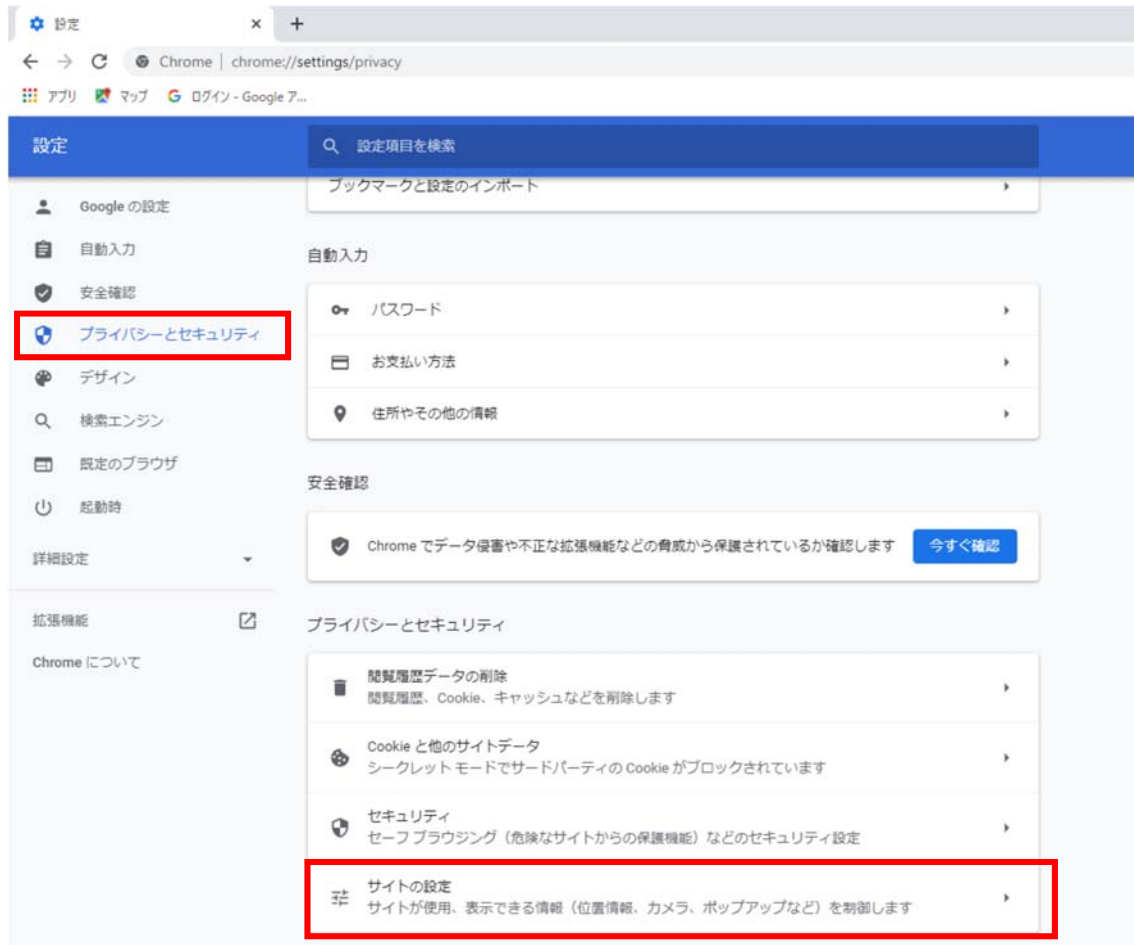 設定
Chrome | chrome://settings/privacy
アプリ マップ ログイン - Google ア...
設定
設定項目を検索
ブックマークと設定のインポート
Google の設定
自動入力
安全確認
プライバシーとセキュリティ
デザイン
検索エンジン
既定のブラウザ
起動時
詳細設定
拡張機能
Chrome について
自動入力
パスワード
お支払い方法
住所やその他の情報
安全確認
Chrome でデータ侵害や不正な拡張機能などの脅威から保護されているか確認します
今すぐ確認
プライバシーとセキュリティ
閲覧履歴データの削除
閲覧履歴、Cookie、キャッシュなどを削除します
Cookie と他のサイトデータ
シークレット モードでサードパーティの Cookie がブロックされています
セキュリティ
セーフ ブラウジング（危険なサイトからの保護機能）などのセキュリティ設定
サイトの設定
サイトが使用、表示できる情報（位置情報、カメラ、ポップアップなど）を制御します